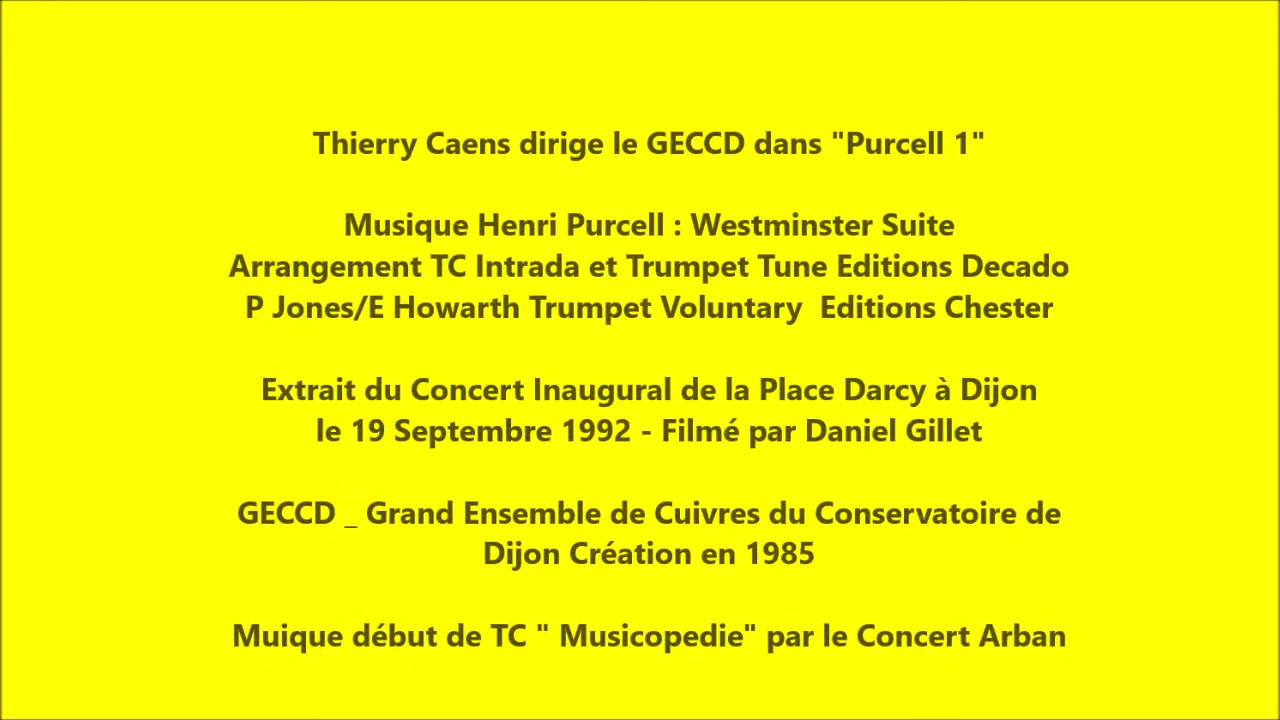 Thierry Caens dirige le GECCD dans "Purcell 1"
Musique Henri Purcell : Westminster Suite
Arrangement TC Intrada et Trumpet Tune Editions Decado
P Jones/E Howarth Trumpet Voluntary  Editions Chester
Extrait du Concert Inaugural de la Place Darcy à Dijon
le 19 Septembre 1992 - Filmé par Daniel Gillet
GECCD _ Grand Ensemble de Cuivres du Conservatoire de
Dijon Création en 1985
Muique début de TC " Musicopedie" par le Concert Arban